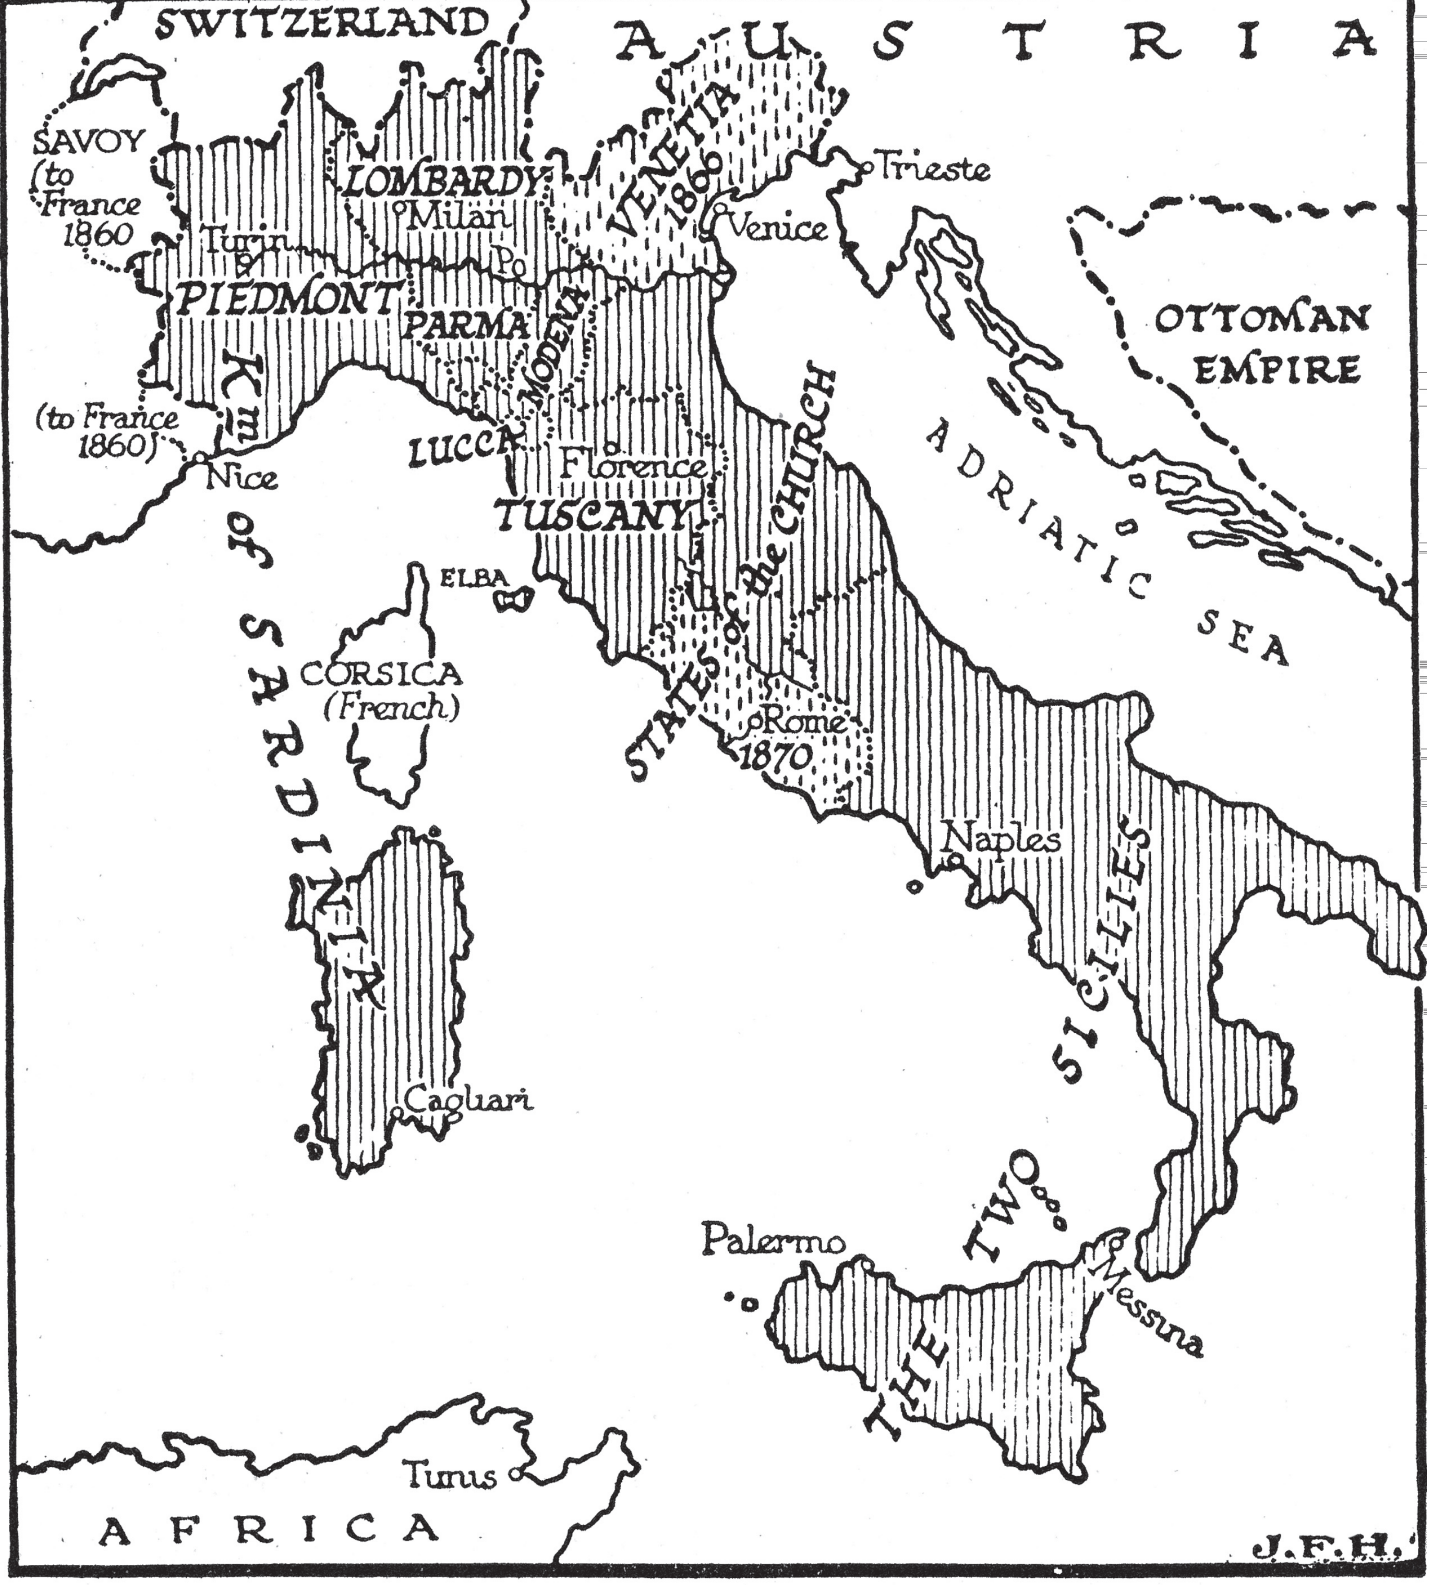 SWITZERLAND
AUSTRIA
SAVOY
(to
France
1860
LOMBARDY
Milan
VENETIA
1866
Trieste
Venice
Turin
Po
PIEDMONT
PARMA
MODENA
OTTOMAN
EMPIRE
(to France
1860)
Nice
LUCCA
Florence
TUSCANY
STATES of the CHURCH
ADRIATIC SEA
ELBA
CORSICA
(French)
Km of SARDINIA
Rome
1870
Naples
Cagliari
THE TWO SICILIES
Palermo
Messina
Tunis
AFRICA
J.F.H.